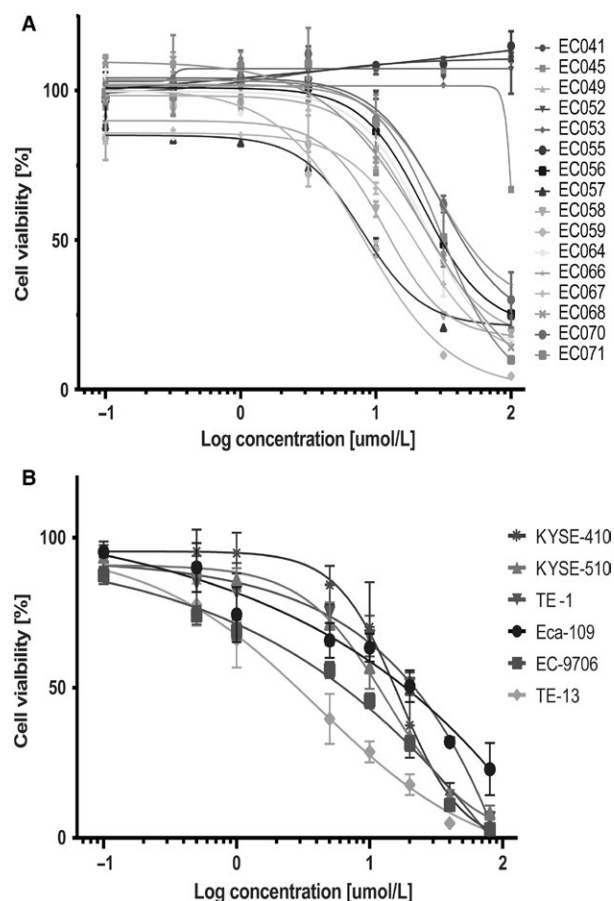 A
100
50
0
Cell vialbility [%]
−1 0 1 2
Log concentration [umol/L]
EC041
EC045
EC049
EC052
EC053
EC055
EC056
EC057
EC058
EC059
EC064
EC066
EC067
EC068
EC070
EC071
B
100
50
0
Cell vialbility [%]
−1 0 1 2
Log concentration [umol/L]
KYSE-410
KYSE-510
TE-1
Eca-109
EC-9706
TE-13